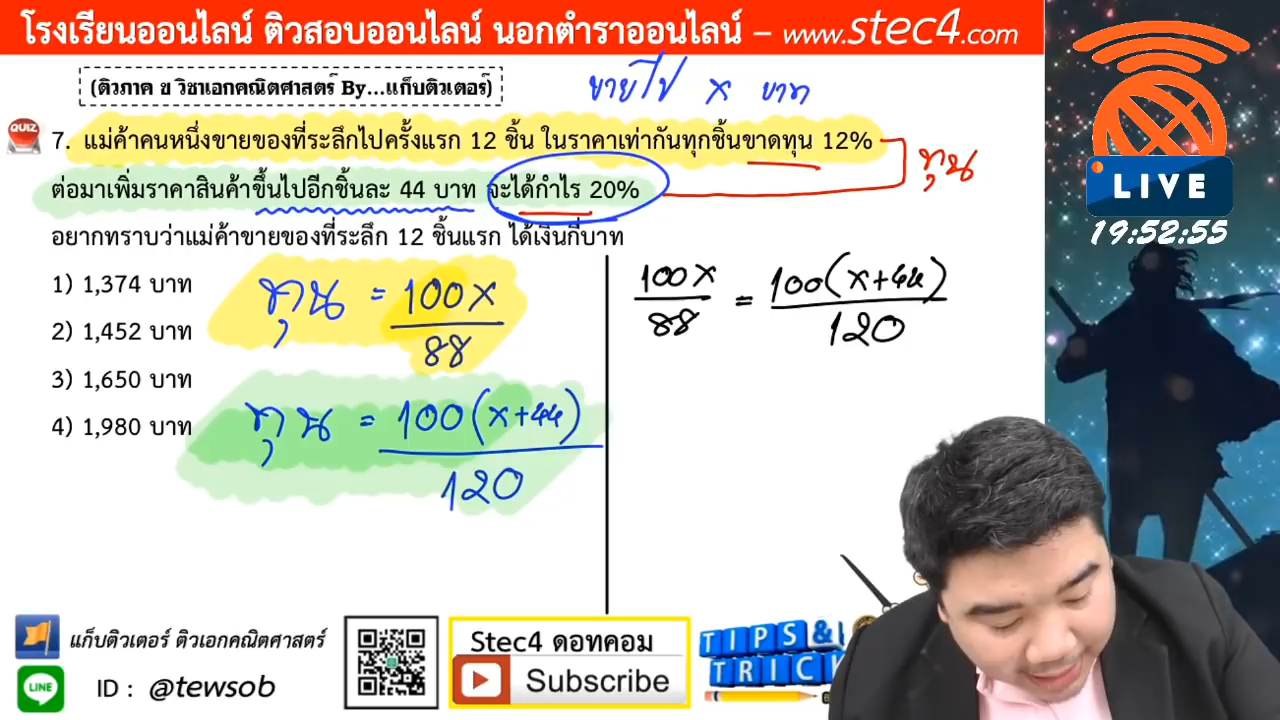 โรงเรียนออนไลน์ ติวสอบออนไลน์ นอกตำราออนไลน์ – www.stec4.com
(ติวภาค ข วิชาเอกคณิตศาสตร์ By...แก็บติวเตอร์)
ขายไป x บาท
QUIZ
7. แม่ค้าคนหนึ่งขายของที่ระลึกไปครั้งแรก 12 ชิ้น ในราคาเท่ากันทุกชิ้นขาดทุน 12%
ต่อมาเพิ่มราคาสินค้าขึ้นไปอีกชิ้นละ 44 บาท จะได้กำไร 20%
ทุน
อยากทราบว่าแม่ค้าขายของที่ระลึก 12 ชิ้นแรก ได้เงินกี่บาท
LIVE
19:52:55
1) 1,374 บาท
2) 1,452 บาท
3) 1,650 บาท
4) 1,980 บาท
ทุน = 100x
88
ทุน = 100(x+44)
120
100x = 100(x+44)
88 120
แก็บติวเตอร์ ติวเอกคณิตศาสตร์
LINE
ID : @tewsob
Stec4 ดอทคอม
Subscribe
TIPS &
TRICK